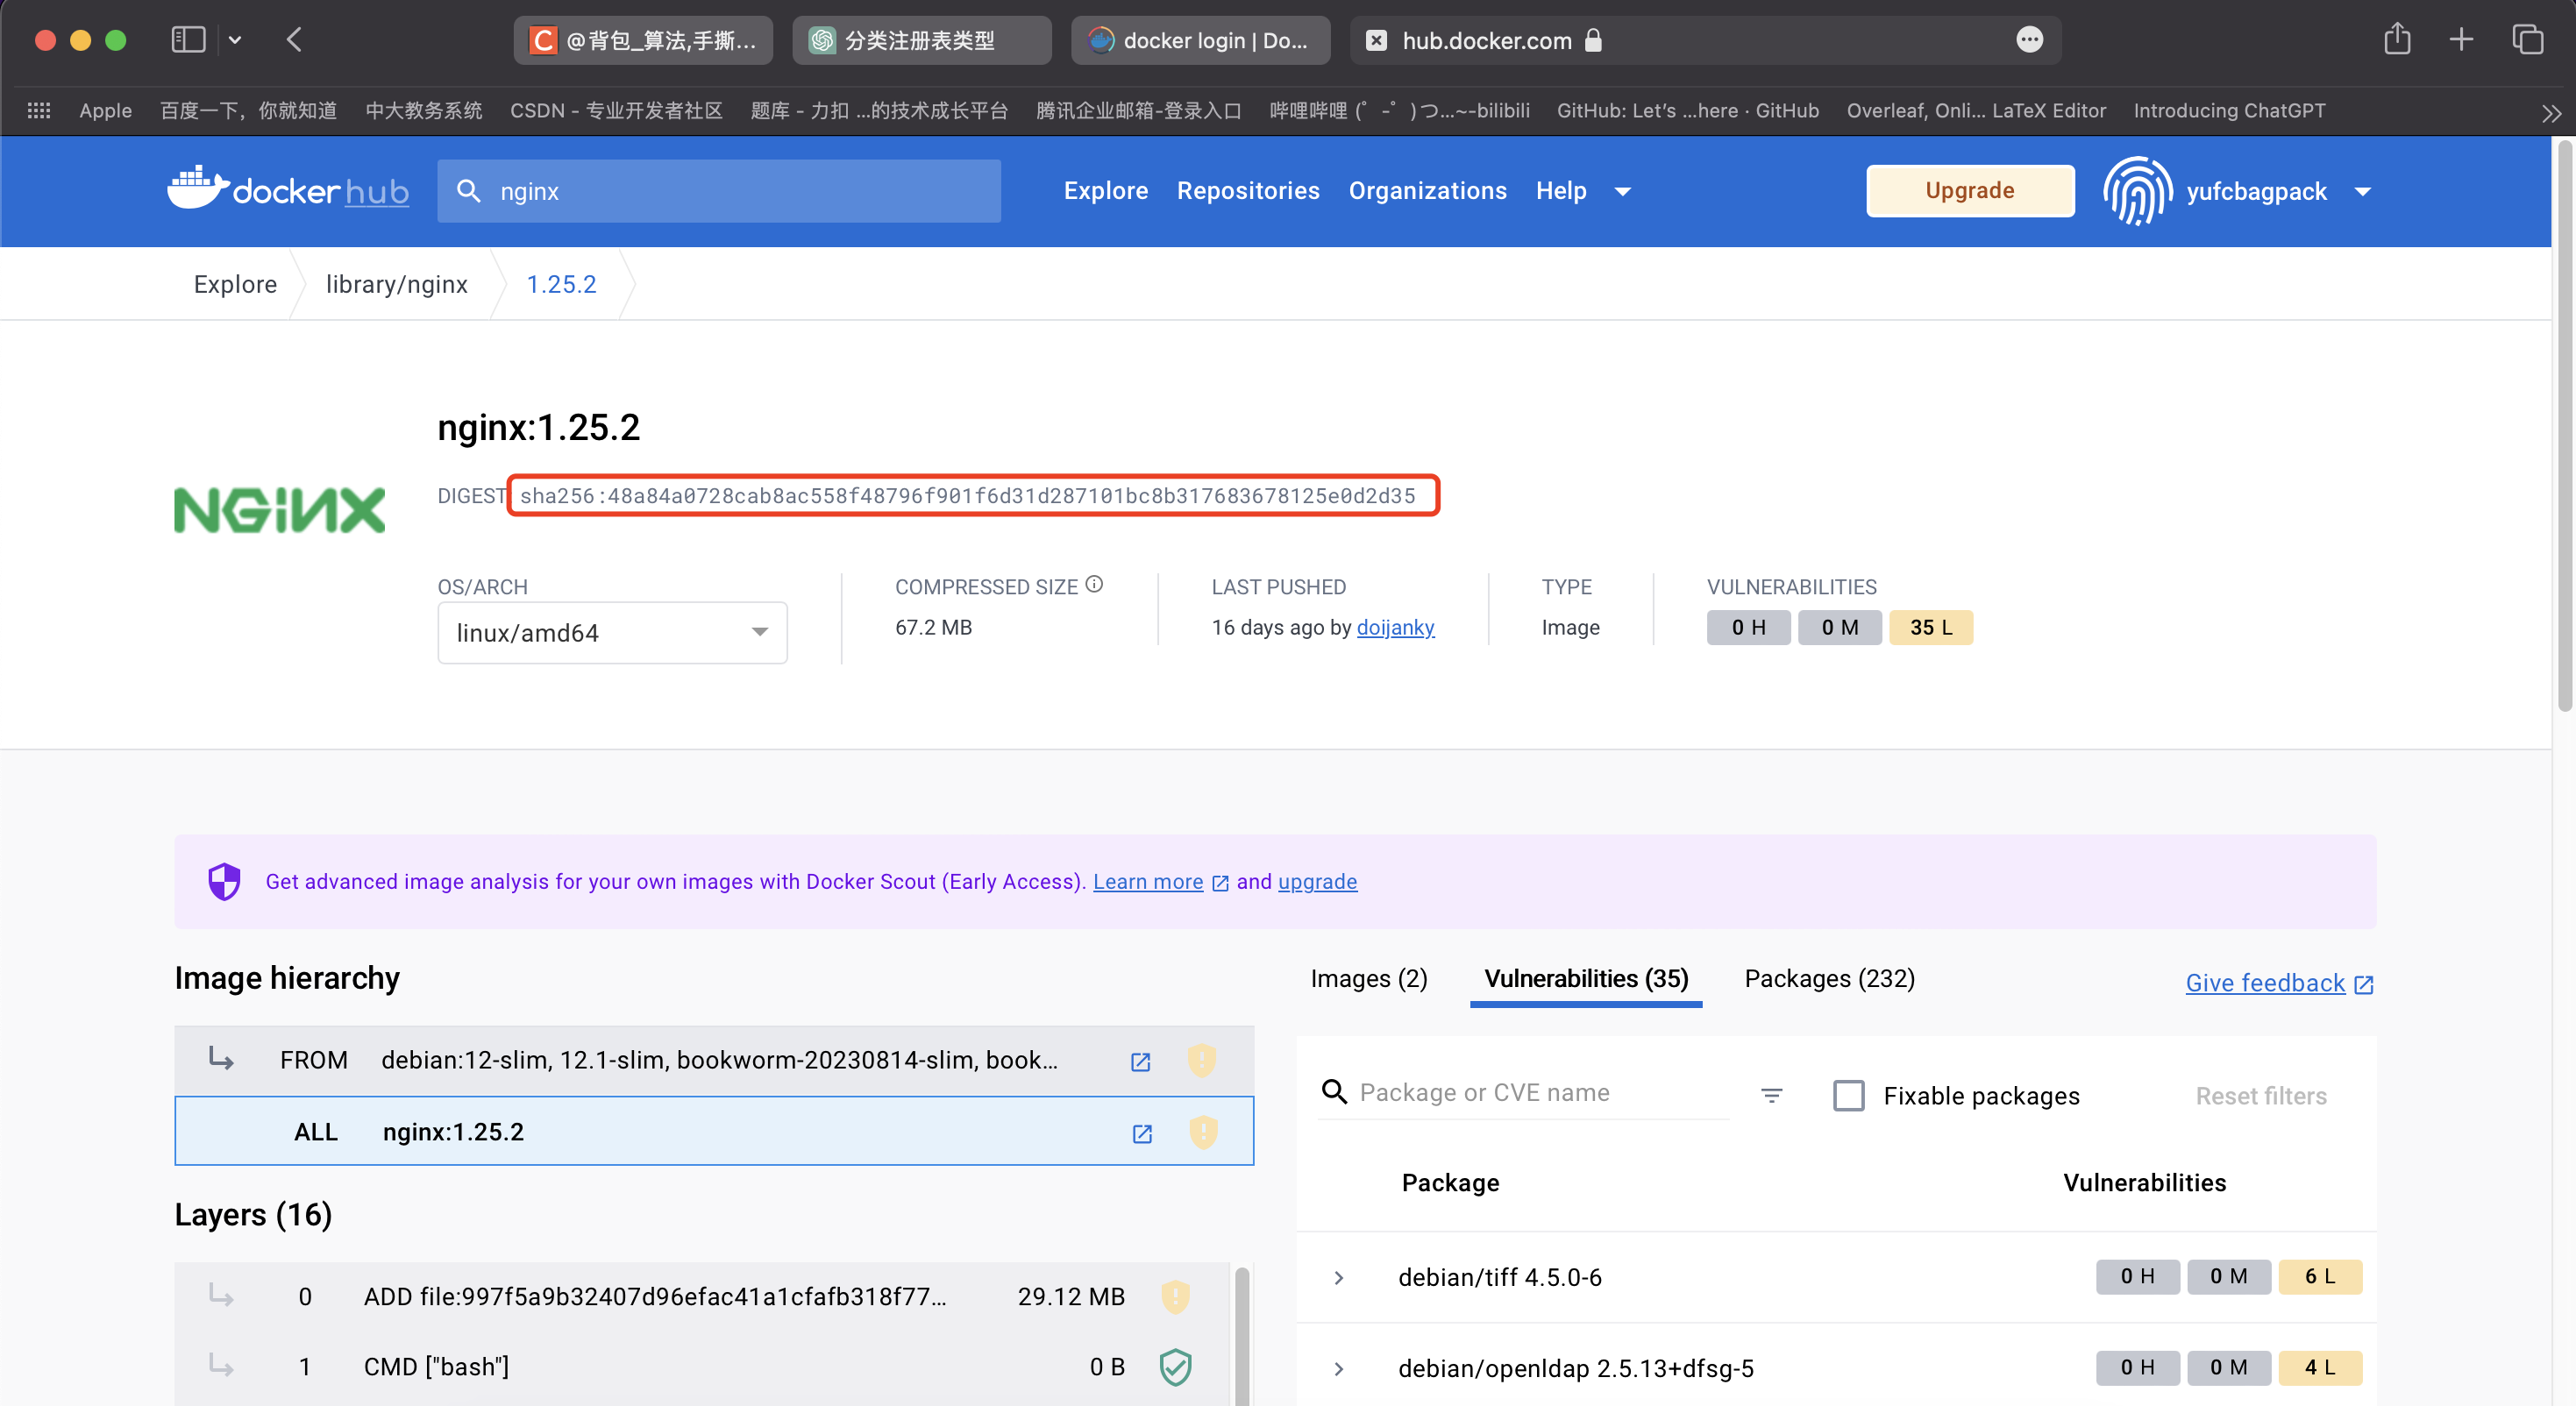 @背包_算法,手撕...
分类注册表类型
docker login | Do...
hub.docker.com
Apple
百度一下，你就知道
中大教务系统
CSDN - 专业开发者社区
题库 - 力扣 ...的技术成长平台
腾讯企业邮箱-登录入口
哔哩哔哩 (゜-゜)つ...~-bilibili
GitHub: Let's ...here · GitHub
Overleaf, Onli... LaTeX Editor
Introducing ChatGPT
dockerhub
nginx
Explore
Repositories
Organizations
Help
Upgrade
yufcbagpack
Explore
library/nginx
1.25.2
NGINX
nginx:1.25.2
DIGEST: sha256:48a84a0728cab8ac558f48796f901f6d31d287101bc8b317683678125e0d2d35
OS/ARCH
linux/amd64
COMPRESSED SIZE
67.2 MB
LAST PUSHED
16 days ago by doijanky
TYPE
Image
VULNERABILITIES
0 H
0 M
35 L
Get advanced image analysis for your own images with Docker Scout (Early Access). Learn more and upgrade
Image hierarchy
FROM debian:12-slim, 12.1-slim, bookworm-20230814-slim, book...
ALL nginx:1.25.2
Layers (16)
0 ADD file:997f5a9b32407d96efac41a1cfafb318f77... 29.12 MB
1 CMD ["bash"] 0 B
Images (2)
Vulnerabilities (35)
Packages (232)
Give feedback
Package or CVE name
Fixable packages
Reset filters
Package
Vulnerabilities
debian/tiff 4.5.0-6
0 H
0 M
6 L
debian/openldap 2.5.13+dfsg-5
0 H
0 M
4 L